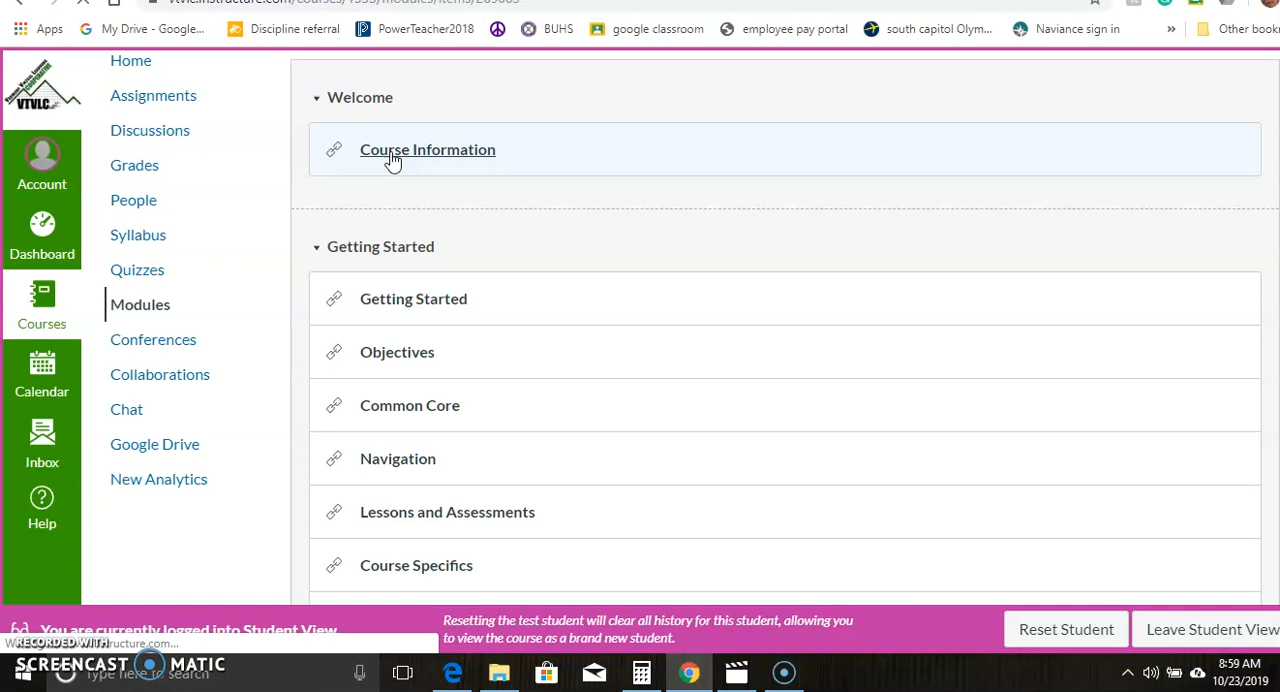 Apps
My Drive - Google...
Discipline referral
PowerTeacher2018
BUHS
google classroom
employee pay portal
south capitol Olym...
Naviance sign in
»
Other book
VTVLC
COOPERATIVE
Account
Dashboard
Courses
Calendar
Inbox
Help
Home
Assignments
Discussions
Grades
People
Syllabus
Quizzes
Modules
Conferences
Collaborations
Chat
Google Drive
New Analytics
Welcome
Course Information
Getting Started
Getting Started
Objectives
Common Core
Navigation
Lessons and Assessments
Course Specifics
You are currently logged into Student View
Resetting the test student will clear all history for this student, allowing you
to view the course as a brand new student.
Reset Student
Leave Student View
RECORDED WITH
SCREENCAST MATIC
Type here to search
8:59 AM
10/23/2019